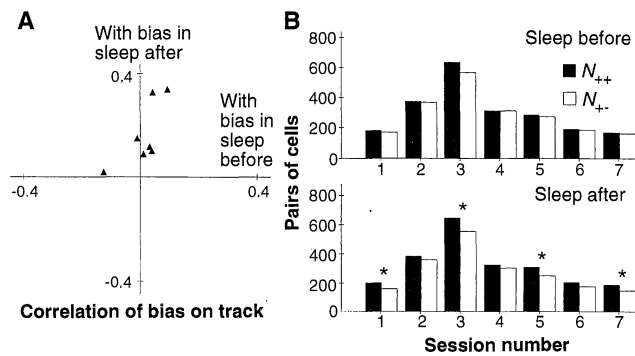 A
With bias in
sleep after
0.4
With
bias in
sleep
before
-0.4
0.4
-0.4
Correlation of bias on track
B
Pairs of cells
800
600
400
200
0
Sleep before
N++
N+-
1 2 3 4 5 6 7
800
600
400
200
0
Sleep after
* * * *
1 2 3 4 5 6 7
Session number